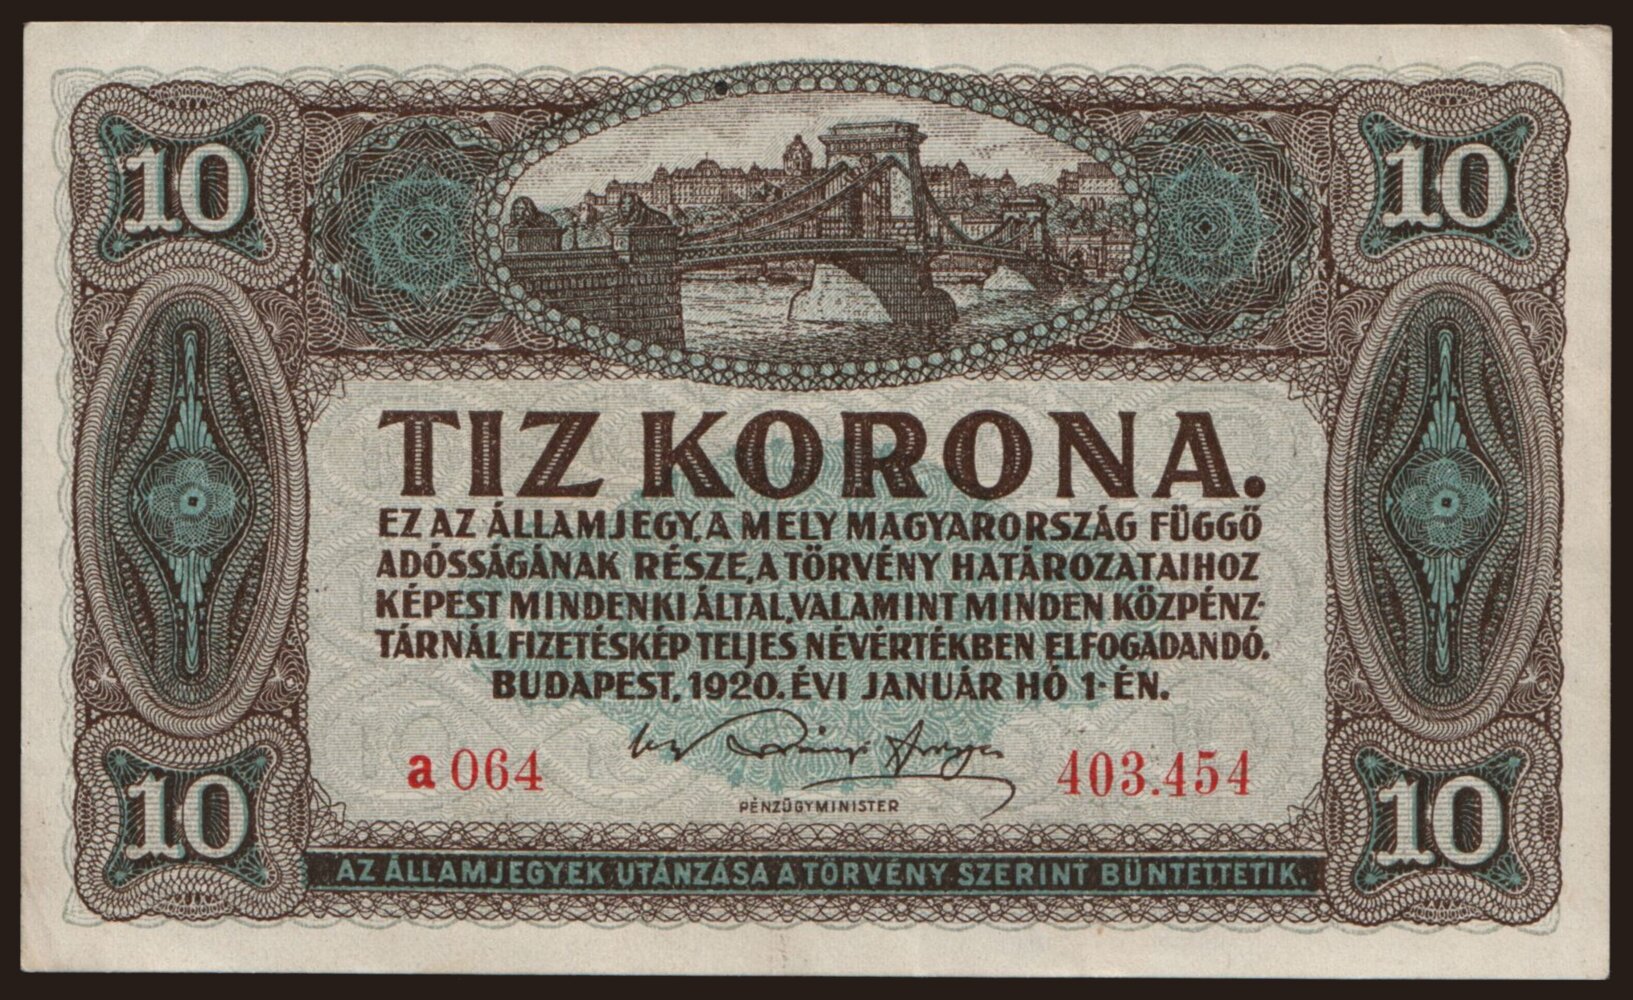 10 10
TIZ KORONA.
EZ AZ ÁLLAMJEGY, A MELY MAGYARORSZÁG FÜGGŐ
ADÓSSÁGÁNAK RÉSZE, A TÖRVÉNY HATÁROZATAIHOZ
KÉPEST MINDENKI ÁLTAL, VALAMINT MINDEN KÖZPÉNZ-
TÁRNÁL FIZETÉSKÉP TELJES NÉVÉRTÉKBEN ELFOGADANDÓ.
BUDAPEST, 1920. ÉVI JANUÁR HÓ 1-ÉN.
a 064 403.454
PÉNZÜGYMINISTER
10 10
AZ ÁLLAMJEGYEK UTÁNZÁSA A TÖRVÉNY SZERINT BÜNTETTETIK.